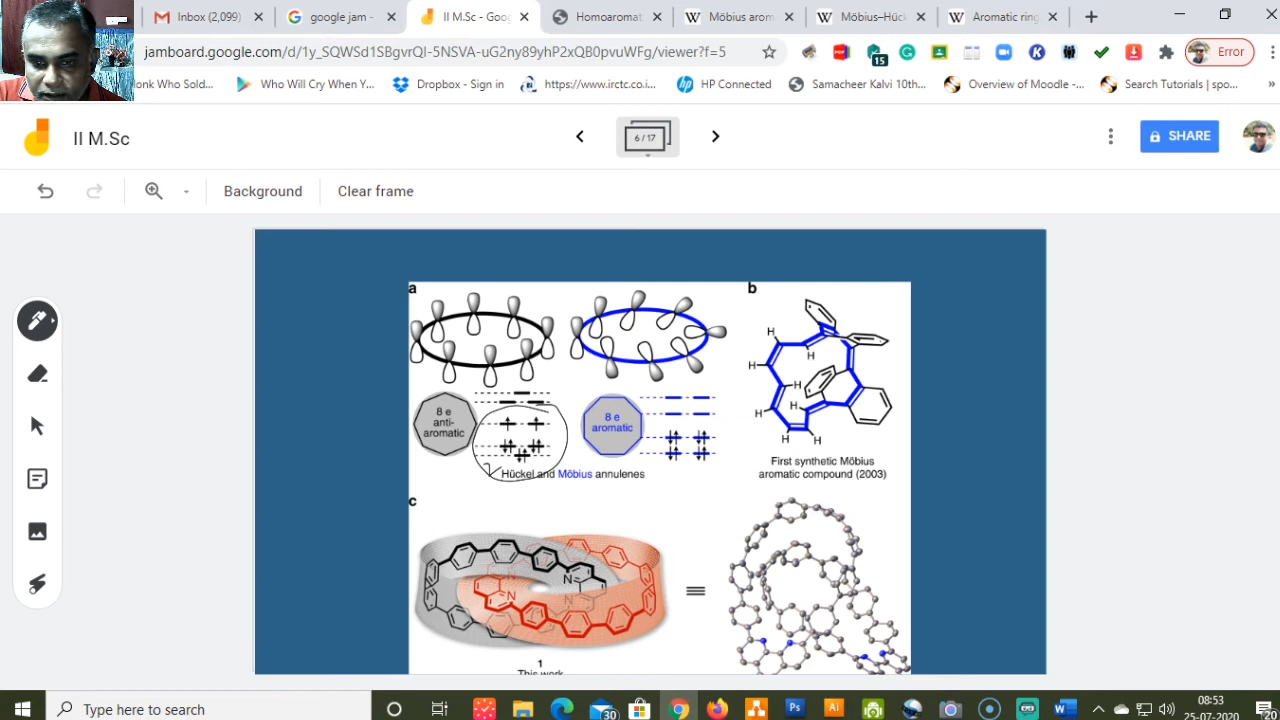 Inbox (2,099)
google jam -
II M.Sc - Goo
Homoaromat
Möbius arom
Möbius–Hück
Aromatic ring
jamboard.google.com/d/1y_SQWSd1SBgvrQI-5NSVA-uG2ny89yhP2xQB0pvuWFg/viewer?f=5
PDF
15
K
Error
onk Who Sold...
Who Will Cry When Y...
Dropbox - Sign in
https://www.irctc.co.i...
HP Connected
Samacheer Kalvi 10th...
Overview of Moodle -...
Search Tutorials | spo...
»
II M.Sc
6 / 17
SHARE
Background
Clear frame
a
b
8 e
anti-
aromatic
8 e
aromatic
Hückel and Möbius annulenes
H
H
H
H
H
H
H
H
First synthetic Möbius
aromatic compound (2003)
c
N
N
N
N
=
1
This work
Type here to search
30
Ps
Ai
W
08:53
25-07-2020
20